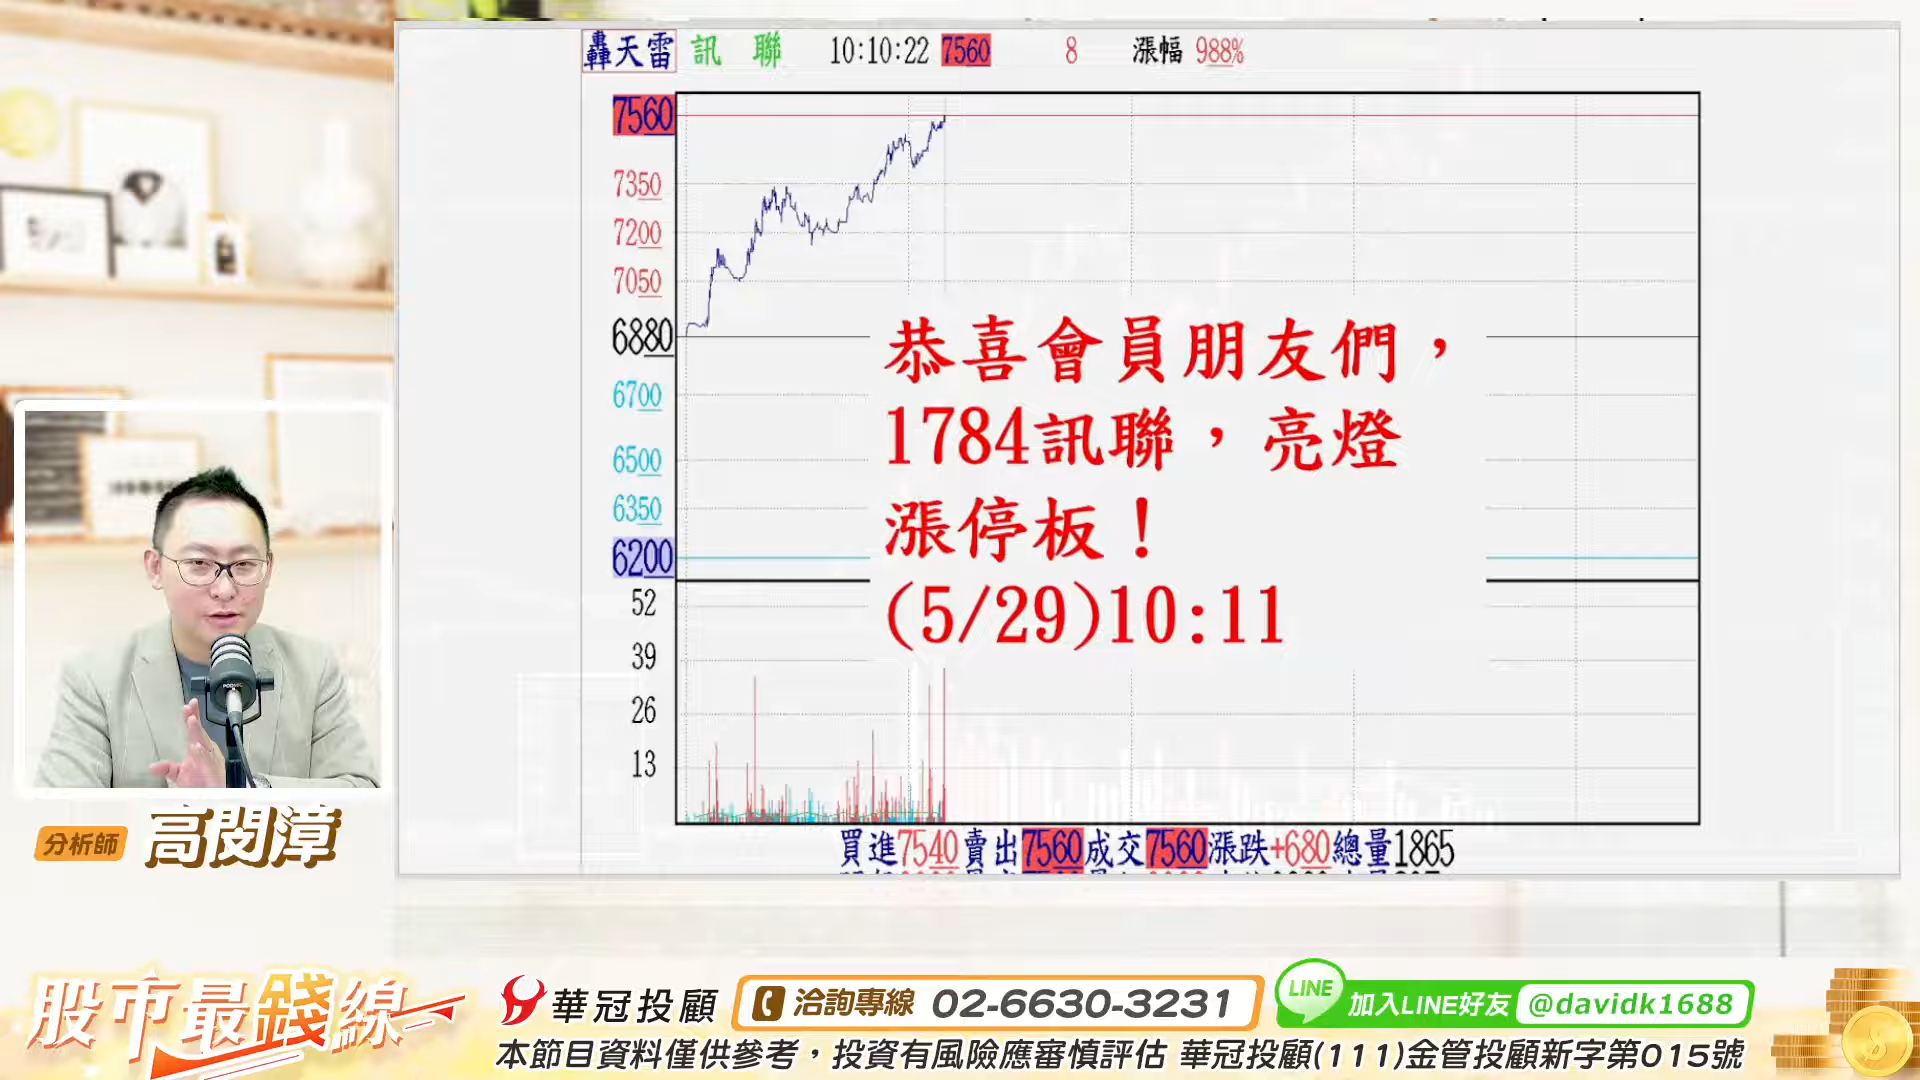 轟天雷 訊 聯 10:10:22 7560 8 漲幅 988%
7560
7350
7200
7050
6880
6700
6500
6350
6200
52
39
26
13
恭喜會員朋友們，
1784訊聯，亮燈
漲停板！
(5/29)10:11
買進7540賣出7560成交7560漲跌+680總量1865
分析師 高閔漳
股市最錢線
華冠投顧 洽詢專線 02-6630-3231 LINE 加入LINE好友 @davidk1688
本節目資料僅供參考，投資有風險應審慎評估 華冠投顧(111)金管投顧新字第015號